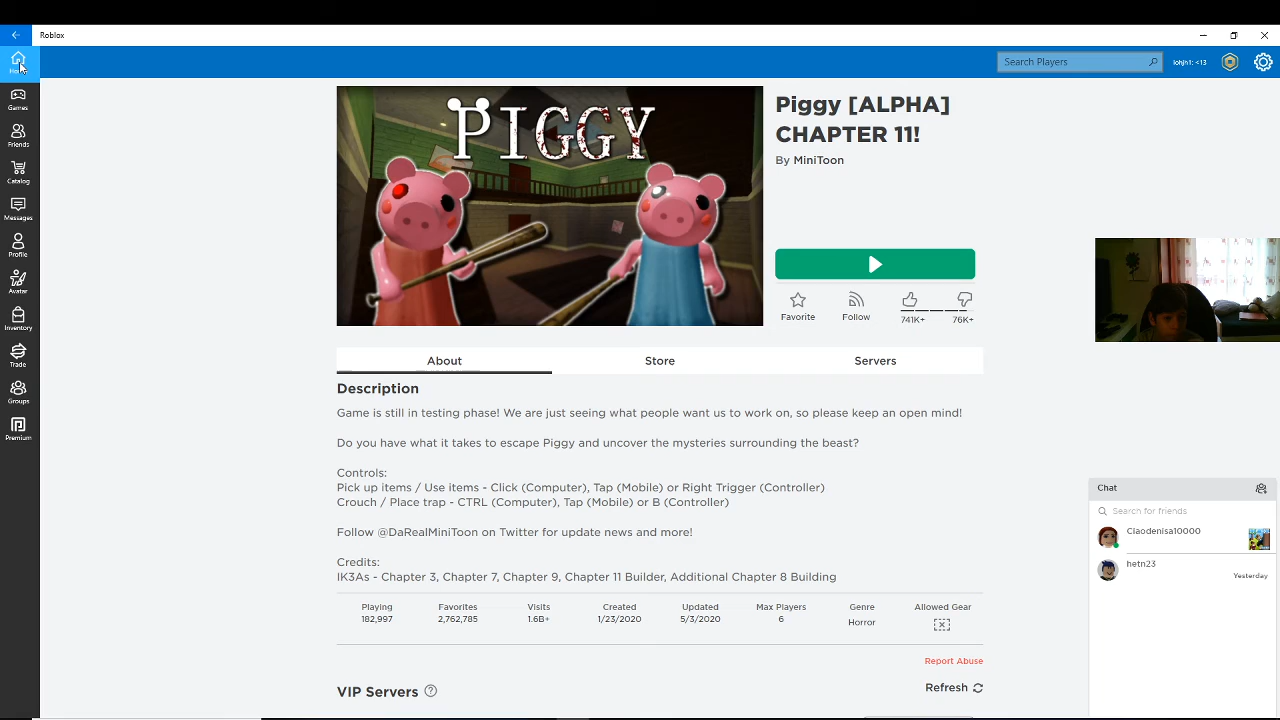 Roblox
Home
Search Players
lohjh1: <13
Games
Friends
Catalog
Messages
Profile
Avatar
Inventory
Trade
Groups
Premium
PIGGY
Piggy [ALPHA]
CHAPTER 11!
By MiniToon
Favorite
Follow
741K+
76K+
About
Store
Servers
Description
Game is still in testing phase! We are just seeing what people want us to work on, so please keep an open mind!
Do you have what it takes to escape Piggy and uncover the mysteries surrounding the beast?
Controls:
Pick up items / Use items - Click (Computer), Tap (Mobile) or Right Trigger (Controller)
Crouch / Place trap - CTRL (Computer), Tap (Mobile) or B (Controller)
Follow @DaRealMiniToon on Twitter for update news and more!
Credits:
IK3As - Chapter 3, Chapter 7, Chapter 9, Chapter 11 Builder, Additional Chapter 8 Building
Playing
182,997
Favorites
2,762,785
Visits
1.6B+
Created
1/23/2020
Updated
5/3/2020
Max Players
6
Genre
Horror
Allowed Gear
Report Abuse
VIP Servers
Refresh
Chat
Search for friends
Claodenisa10000
hetn23
Yesterday